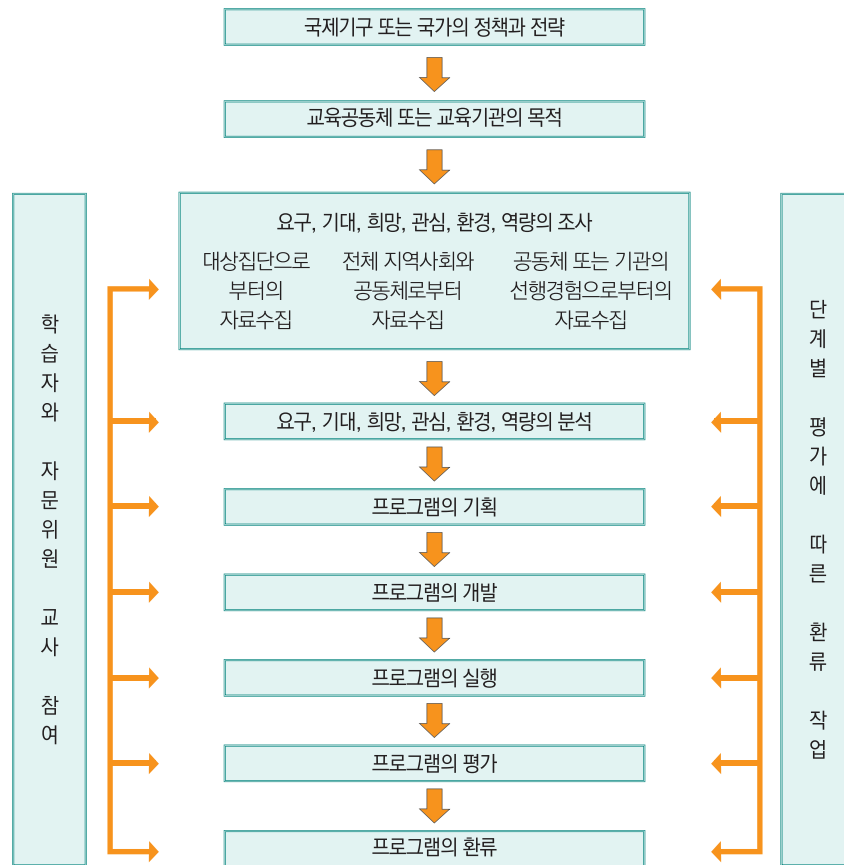 국제기구 또는 국가의 정책과 전략
교육공동체 또는 교육기관의 목적
요구, 기대, 희망, 관심, 환경, 역량의 조사
대상집단으로
부터의
자료수집
전체 지역사회와
공동체로부터
자료수집
공동체 또는 기관의
선행경험으로부터의
자료수집
요구, 기대, 희망, 관심, 환경, 역량의 분석
프로그램의 기획
프로그램의 개발
프로그램의 실행
프로그램의 평가
프로그램의 환류
학습자와 자문위원 교사 참여
단계별 평가에 따른 환류 작업